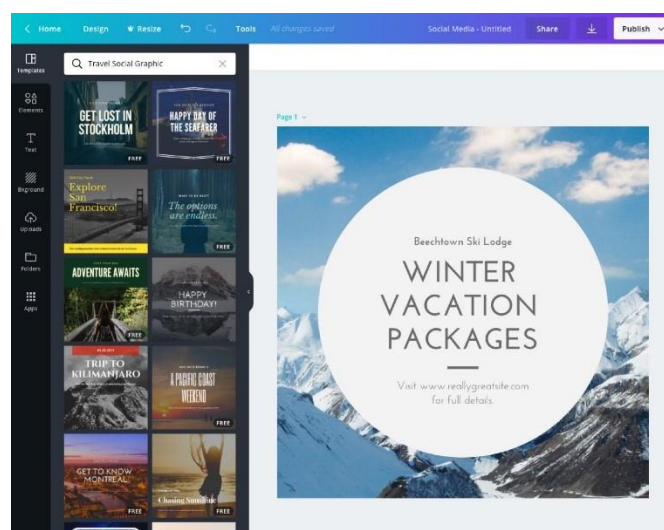 Home Design Resize Tools All changes saved Social Media - Untitled Share Publish
Templates
Elements
Text
Bkground
Uploads
Folders
Apps
Travel Social Graphic
GET LOST IN
STOCKHOLM
FREE
HAPPY DAY OF
THE SEAFARER
FREE
Explore
San
Francisco!
The options
are endless.
FREE
ADVENTURE AWAITS
FREE
HAPPY
BIRTHDAY!
TRIP TO
KILIMANJARO
A PACIFIC COAST
WEEKEND
FREE
GET TO KNOW
MONTREAL
FREE
Chasing Sunshine
FREE
Page 1
Beechtown Ski Lodge
WINTER
VACATION
PACKAGES
Visit www.reallygreatsite.com
for full details.